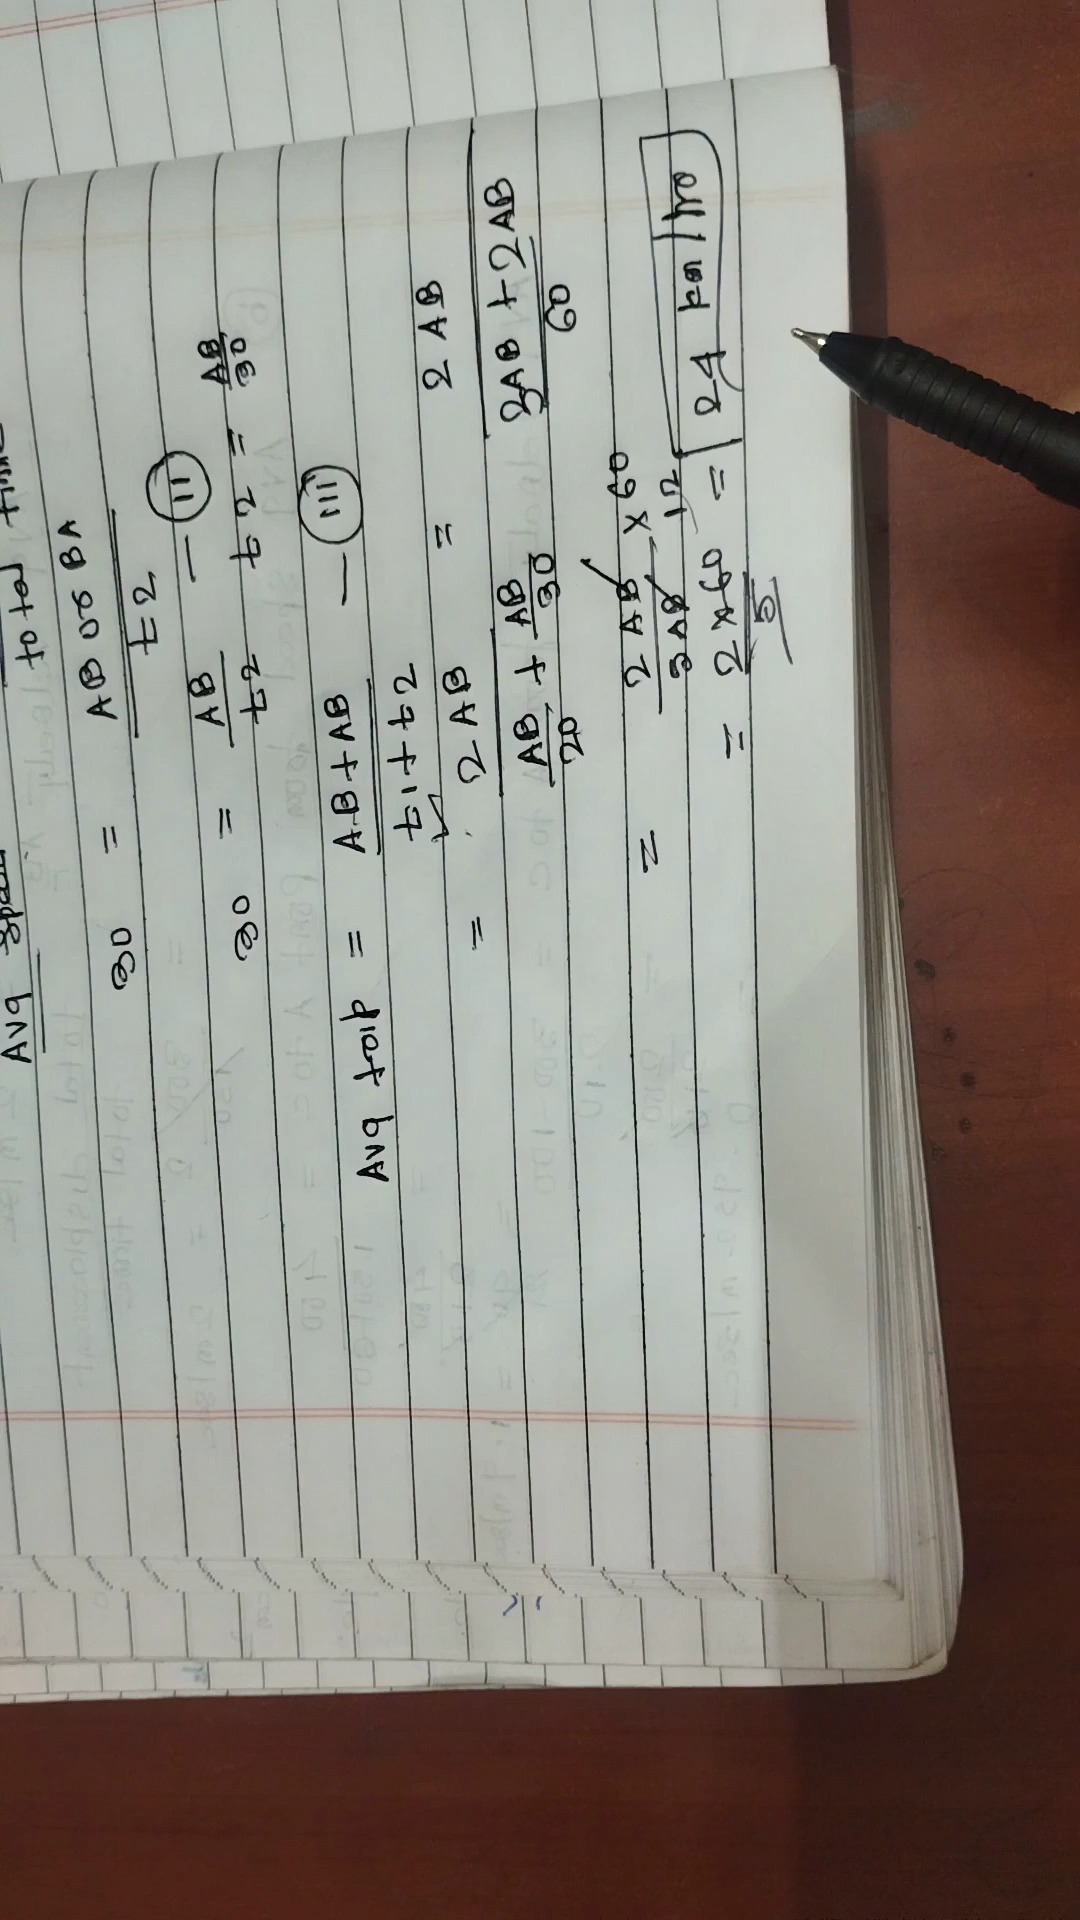 Avg
total time
30 = AB or BA / t2
30 = AB / t2 — (ii) t2 = AB / 30
Avg trip = AB + AB / t1 + t2 — (iii)
= 2AB / AB/20 + AB/30 = 2AB / 3AB + 2AB / 60
= 2AB / 5AB × 60
12
= 2 × 60 / 5 = 24 km/hr